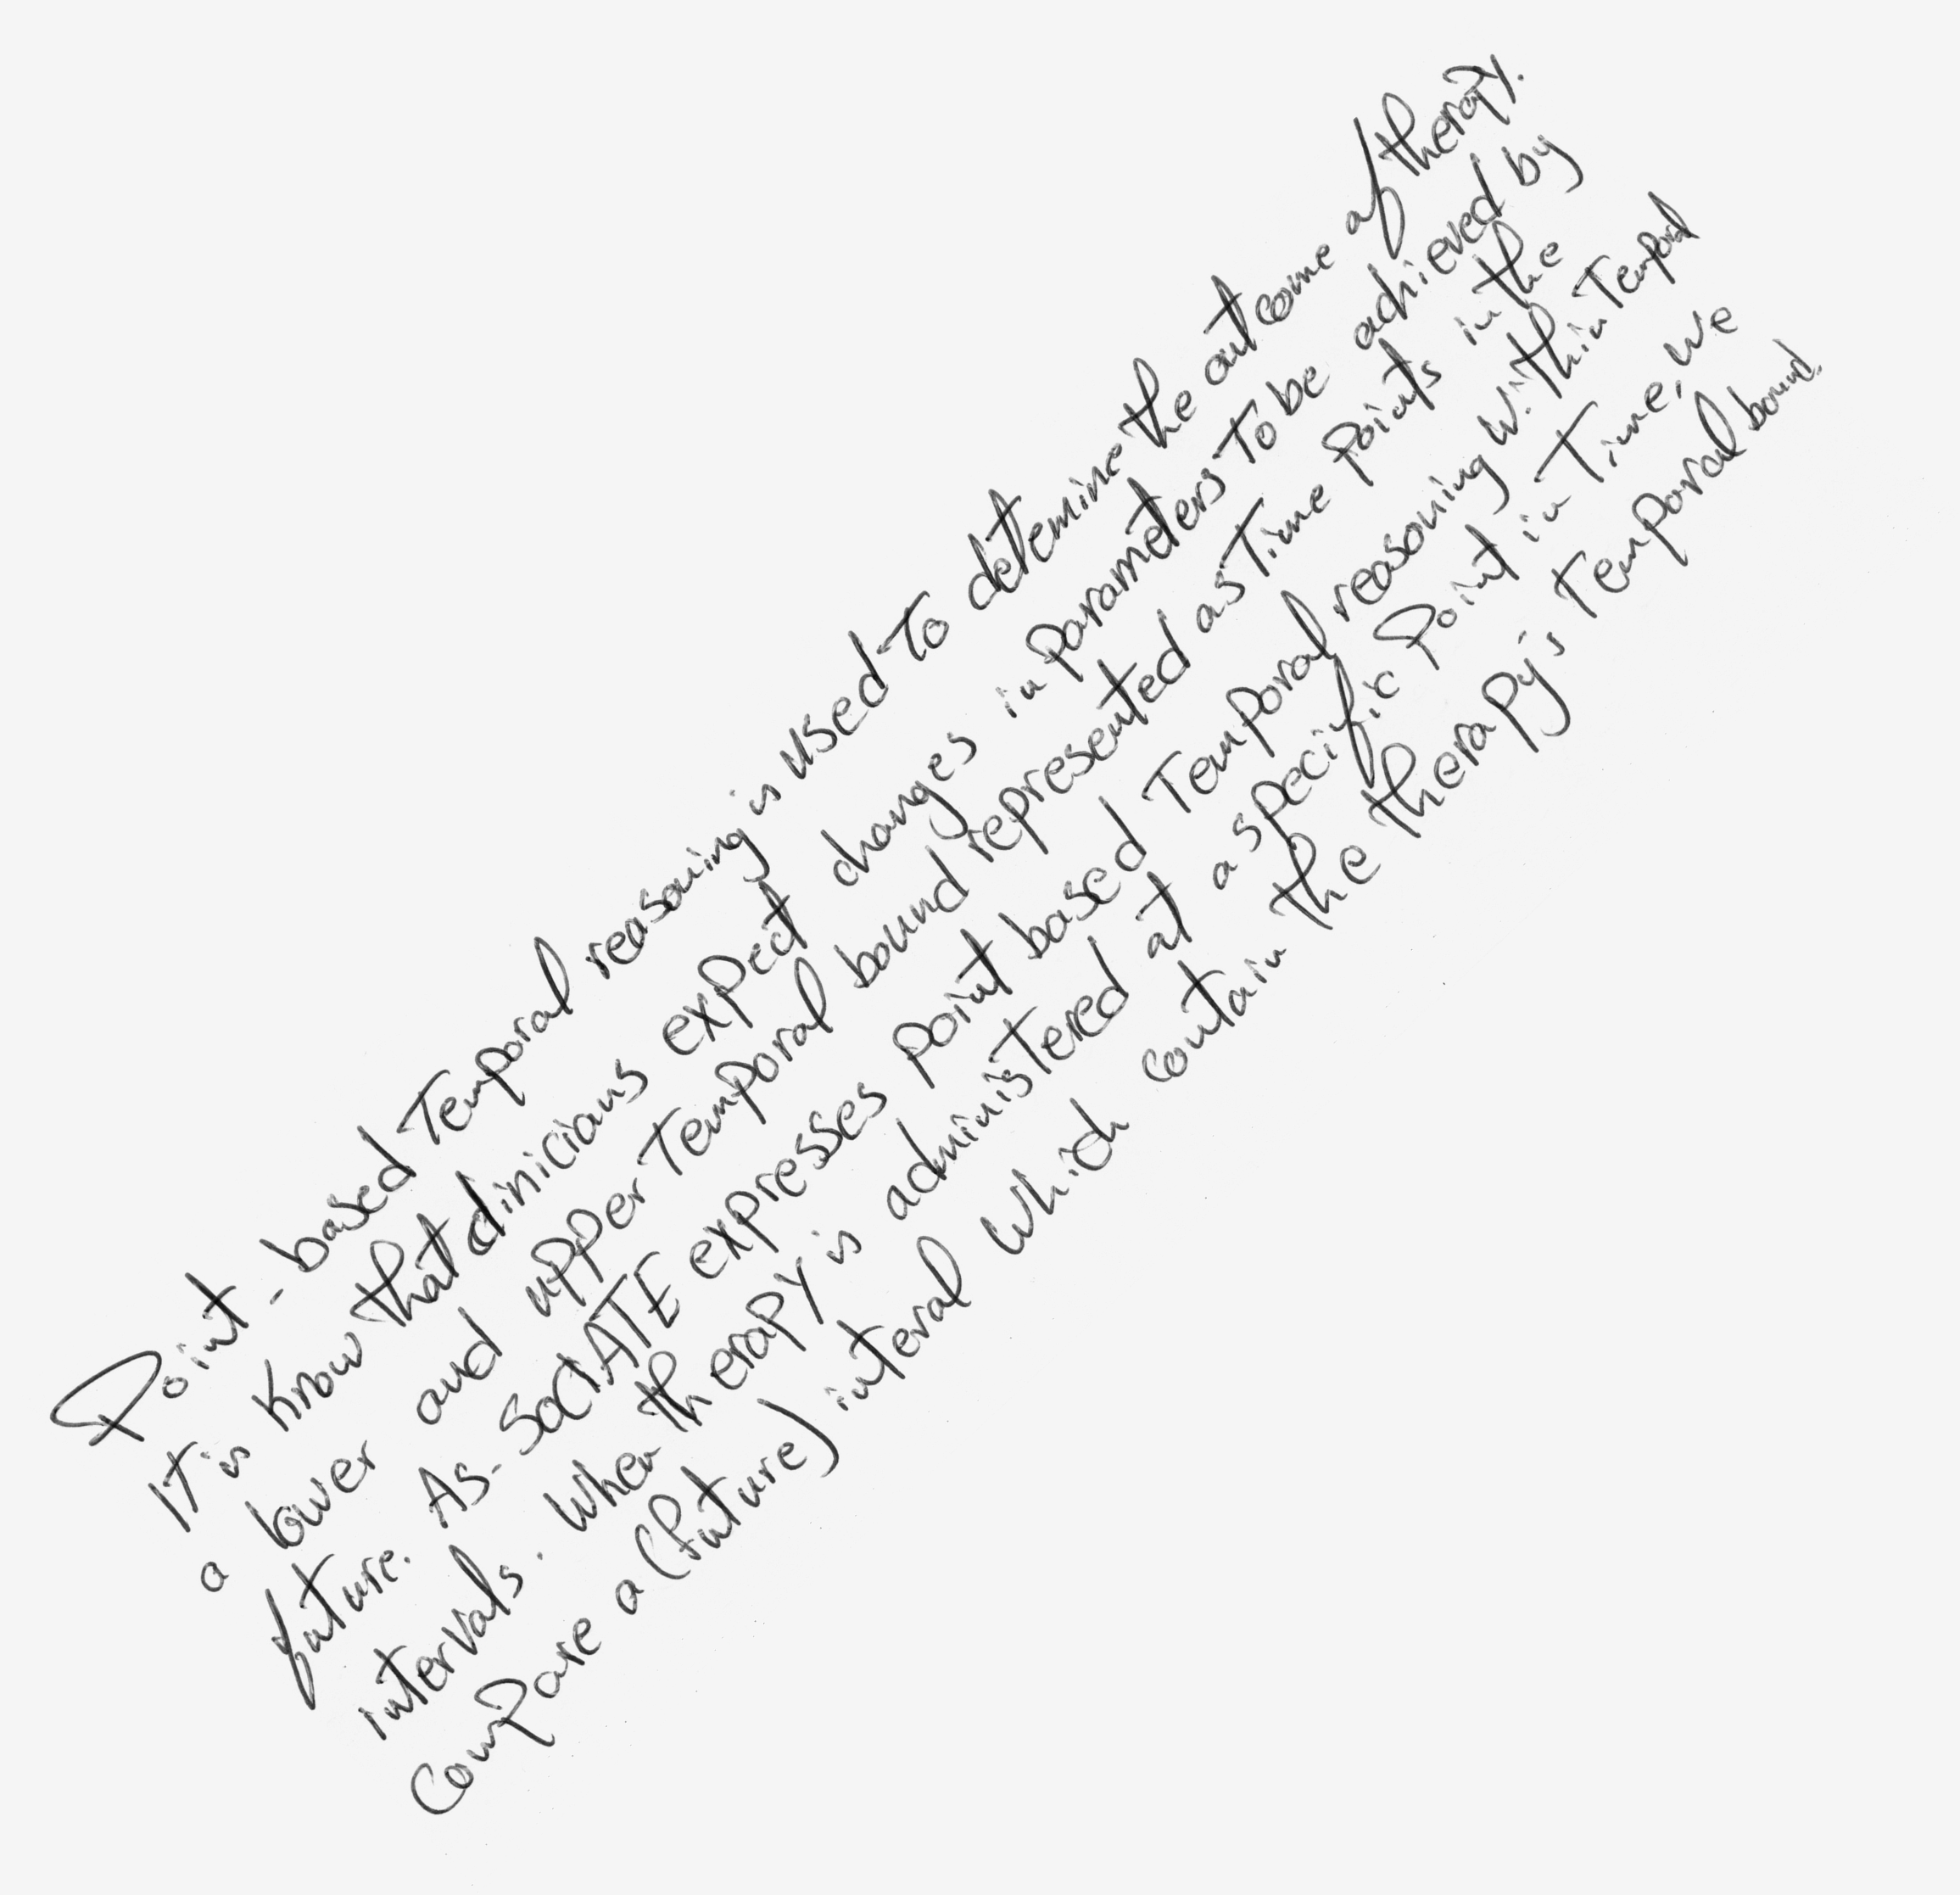 Point-based Temporal reasoning is used To determine the outcome of therapy.
IT is know that clinicians expect changes in parameters To be achieved by
a lower and upper Temporal bound represented as Time points in the
future. As. SOCIATE expresses point based Temporal reasoning within Temporal
intervals. When therapy is administered at a specific point in Time, we
Compare a (future) interal which contain the therapy's Temporal bound.